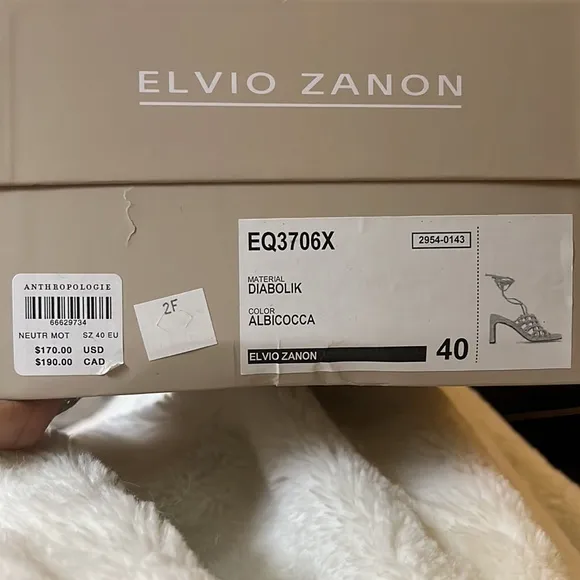 ELVIO ZANON
EQ3706X
2954-0143
MATERIAL
DIABOLIK
COLOR
ALBICOCCA
ELVIO ZANON
40
ANTHROPOLOGIE
66629734
NEUTR MOT SZ 40 EU
$170.00 USD
$190.00 CAD
2F